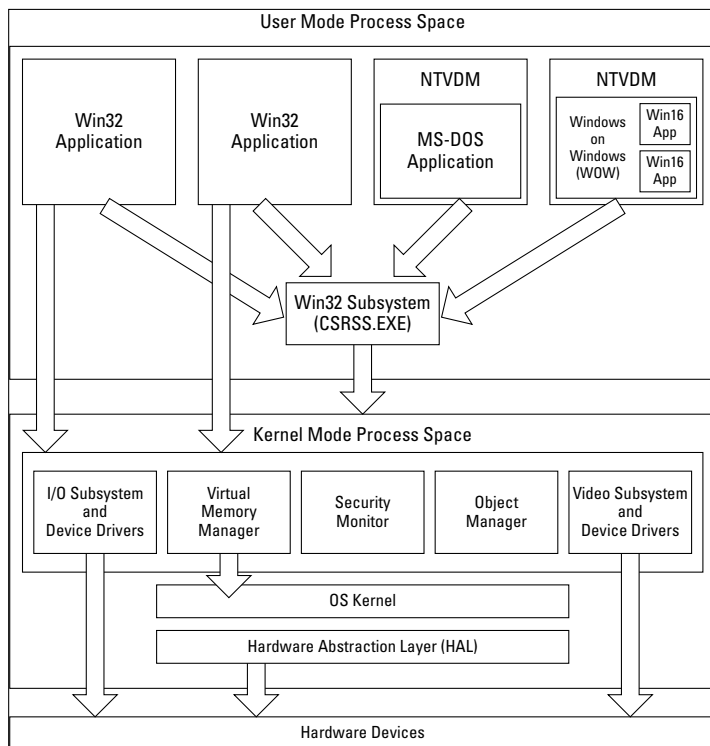 User Mode Process Space
Win32
Application
Win32
Application
NTVDM
MS-DOS
Application
NTVDM
Windows
on
Windows
(WOW)
Win16
App
Win16
App
Win32 Subsystem
(CSRSS.EXE)
Kernel Mode Process Space
I/O Subsystem
and
Device Drivers
Virtual
Memory
Manager
Security
Monitor
Object
Manager
Video Subsystem
and
Device Drivers
OS Kernel
Hardware Abstraction Layer (HAL)
Hardware Devices